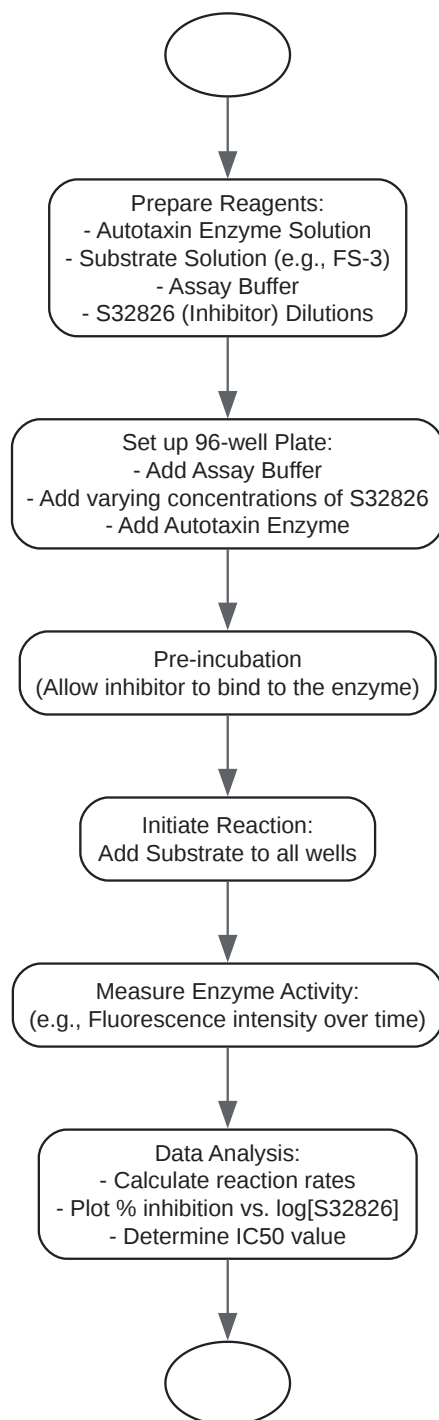 Prepare Reagents:
- Autotaxin Enzyme Solution
- Substrate Solution (e.g., FS-3)
- Assay Buffer
- S32826 (Inhibitor) Dilutions
Set up 96-well Plate:
- Add Assay Buffer
- Add varying concentrations of S32826
- Add Autotaxin Enzyme
Pre-incubation
(Allow inhibitor to bind to the enzyme)
Initiate Reaction:
Add Substrate to all wells
Measure Enzyme Activity:
(e.g., Fluorescence intensity over time)
Data Analysis:
- Calculate reaction rates
- Plot % inhibition vs. log[S32826]
- Determine IC50 value